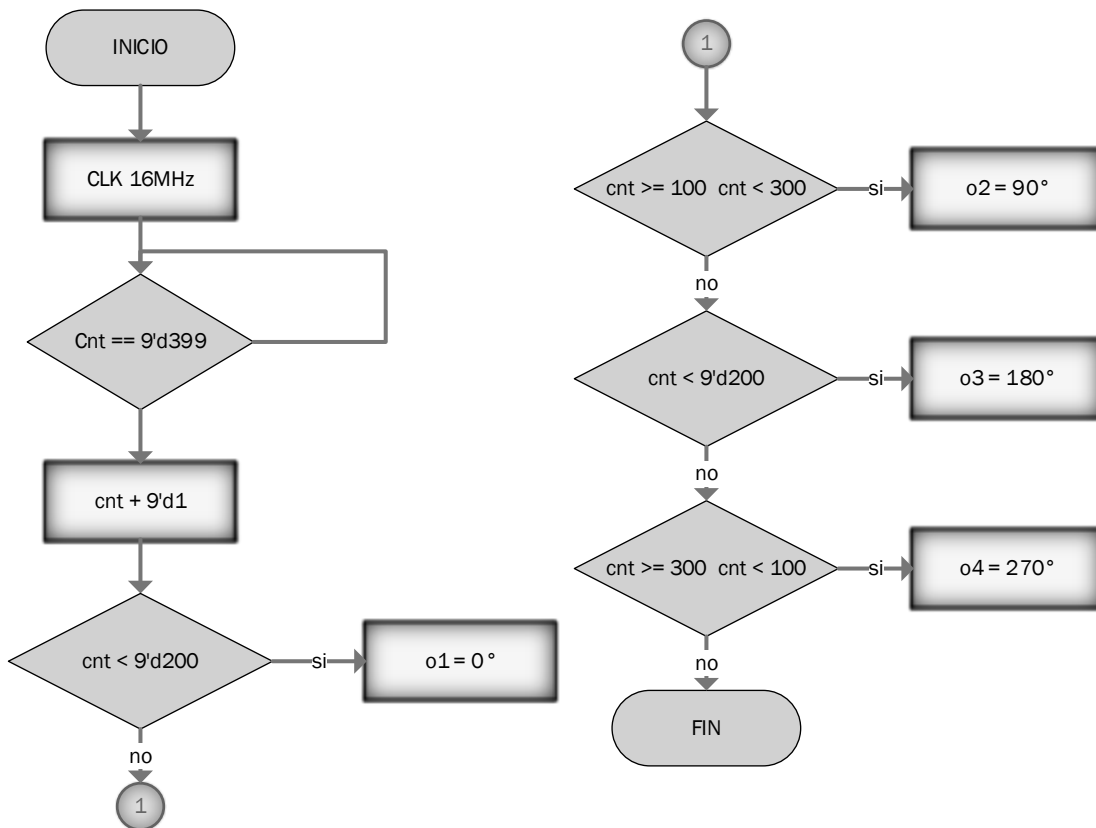 INICIO
CLK 16MHz
Cnt == 9'd399
cnt + 9'd1
cnt < 9'd200
si
o1 = 0°
no
1
1
cnt >= 100 cnt < 300
si
o2 = 90°
no
cnt < 9'd200
si
o3 = 180°
no
cnt >= 300 cnt < 100
si
o4 = 270°
no
FIN